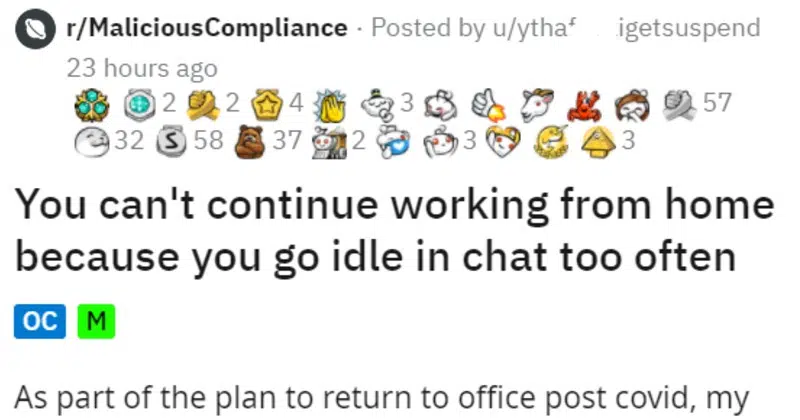 r/MaliciousCompliance · Posted by u/ytha igetsuspend
23 hours ago
2 2 4 3 57
32 S 58 37 2 3 3
You can't continue working from home
because you go idle in chat too often
OC M
As part of the plan to return to office post covid, my